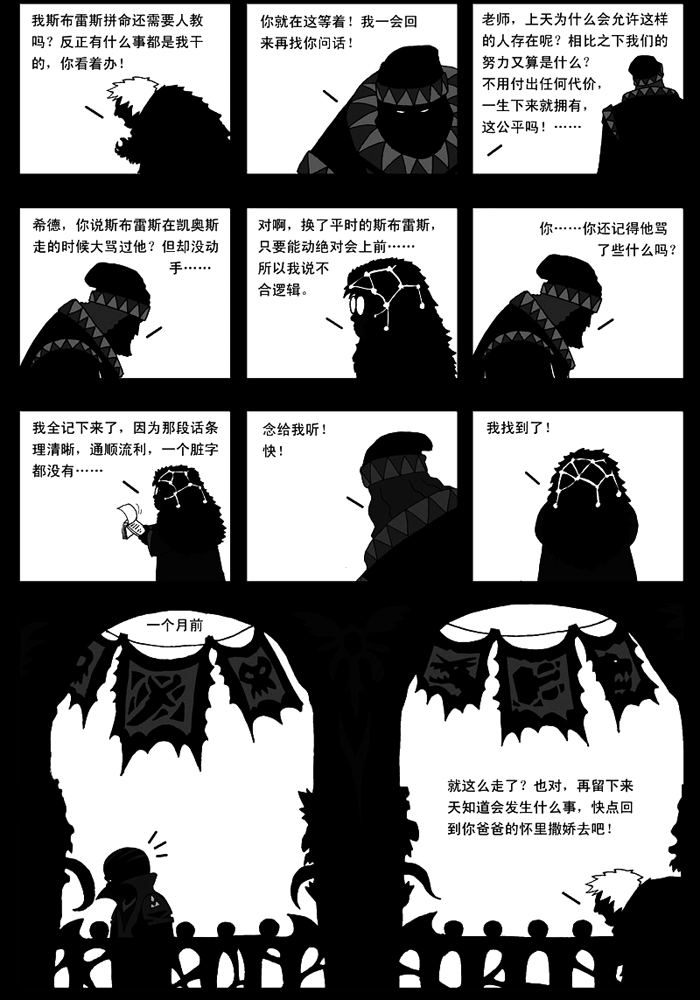 我斯布雷斯拼命还需要人教
吗？反正有什么事都是我干
的，你看着办！
你就在这等着！我一会回
来再找你问话！
老师，上天为什么会允许这样
的人存在呢？相比之下我们的
努力又算是什么？
不用付出任何代价，
一生下来就拥有，
这公平吗！……
希德，你说斯布雷斯在凯奥斯
走的时候大骂过他？但却没动
手……
对啊，换了平时的斯布雷斯，
只要能动绝对会上前……
所以我说不
合逻辑。
你……你还记得他骂
了些什么吗？
我全记下来了，因为那段话条
理清晰，通顺流利，一个脏字
都没有……
念给我听！
快！
我找到了！
一个月前
就这么走了？也对，再留下来
天知道会发生什么事，快点回
到你爸爸的怀里撒娇去吧！